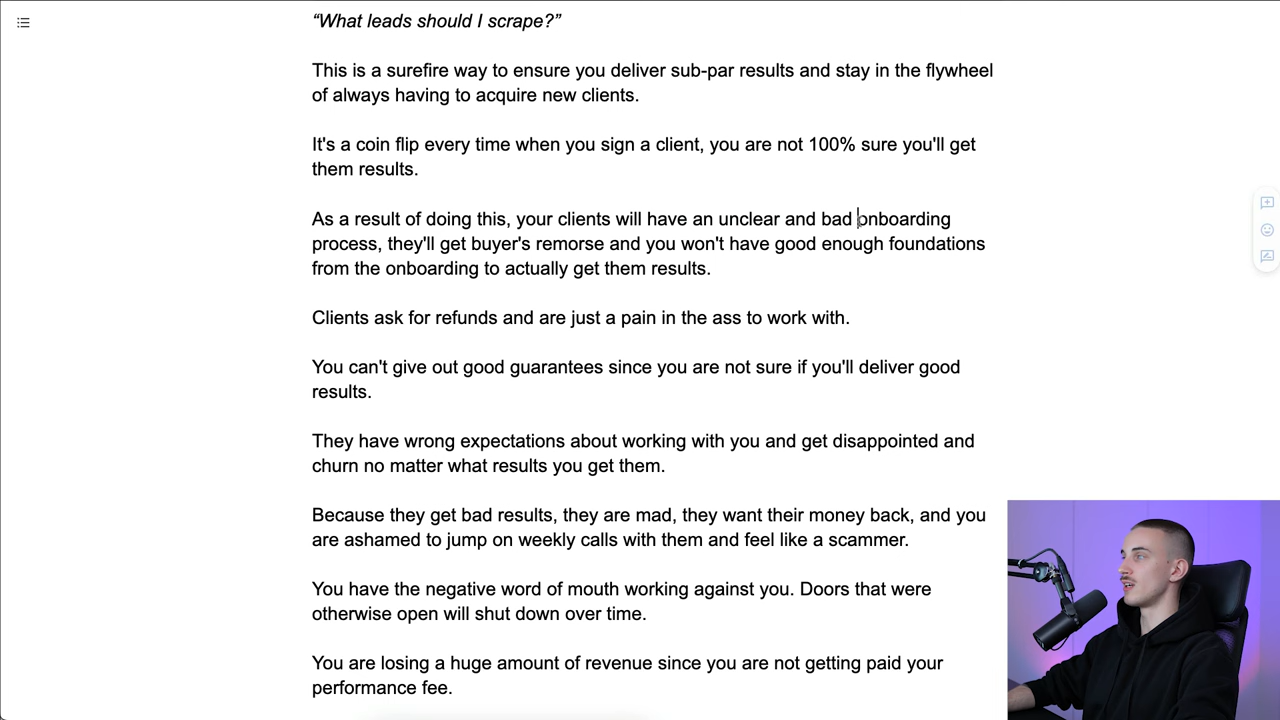 “What leads should I scrape?”
This is a surefire way to ensure you deliver sub-par results and stay in the flywheel
of always having to acquire new clients.
It's a coin flip every time when you sign a client, you are not 100% sure you'll get
them results.
As a result of doing this, your clients will have an unclear and bad onboarding
process, they'll get buyer's remorse and you won't have good enough foundations
from the onboarding to actually get them results.
Clients ask for refunds and are just a pain in the ass to work with.
You can't give out good guarantees since you are not sure if you'll deliver good
results.
They have wrong expectations about working with you and get disappointed and
churn no matter what results you get them.
Because they get bad results, they are mad, they want their money back, and you
are ashamed to jump on weekly calls with them and feel like a scammer.
You have the negative word of mouth working against you. Doors that were
otherwise open will shut down over time.
You are losing a huge amount of revenue since you are not getting paid your
performance fee.